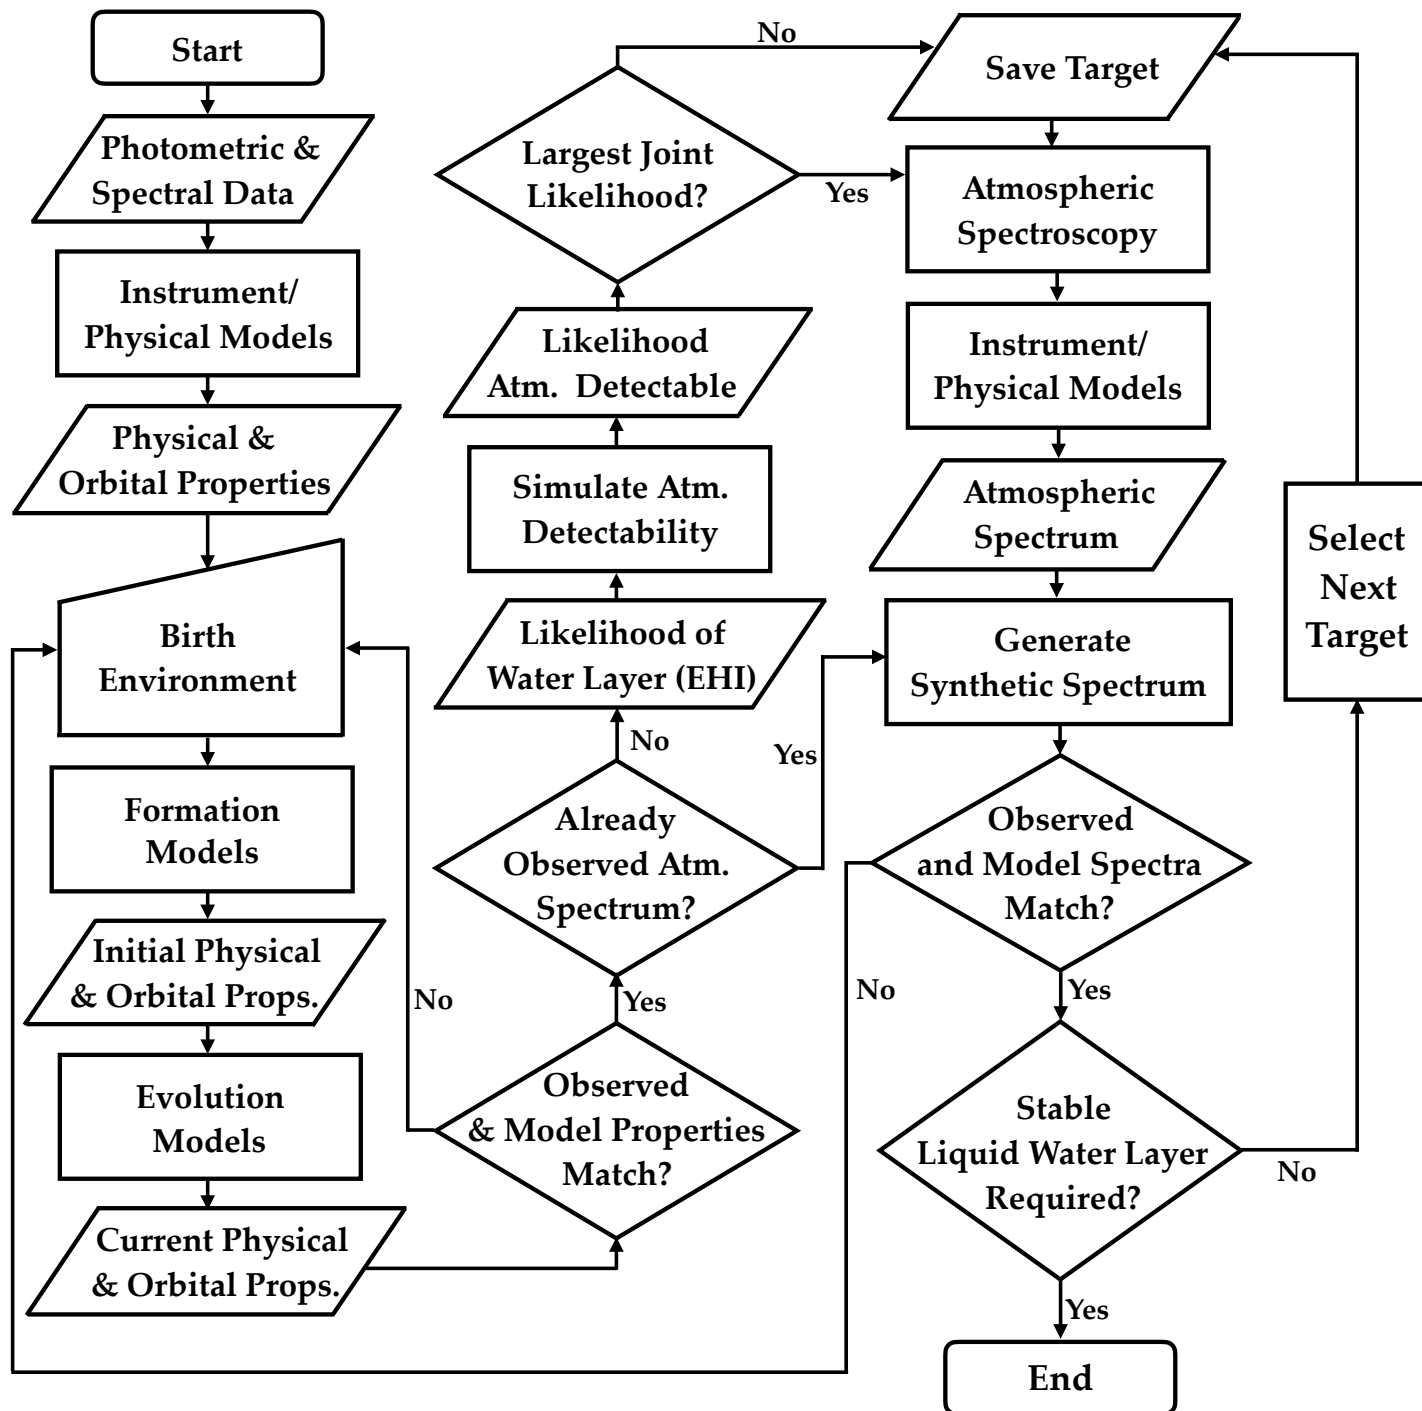 Start
Photometric &
Spectral Data
Instrument/
Physical Models
Physical &
Orbital Properties
Birth
Environment
Formation
Models
Initial Physical
& Orbital Props.
Evolution
Models
Current Physical
& Orbital Props.
No
Largest Joint
Likelihood?
Yes
Likelihood
Atm. Detectable
Simulate Atm.
Detectability
Likelihood of
Water Layer (EHI)
No
Yes
Already
Observed Atm.
Spectrum?
Yes
No
Observed
& Model Properties
Match?
Save Target
Atmospheric
Spectroscopy
Instrument/
Physical Models
Atmospheric
Spectrum
Generate
Synthetic Spectrum
Observed
and Model Spectra
Match?
No
Yes
Stable
Liquid Water Layer
Required?
No
Yes
End
Select
Next
Target